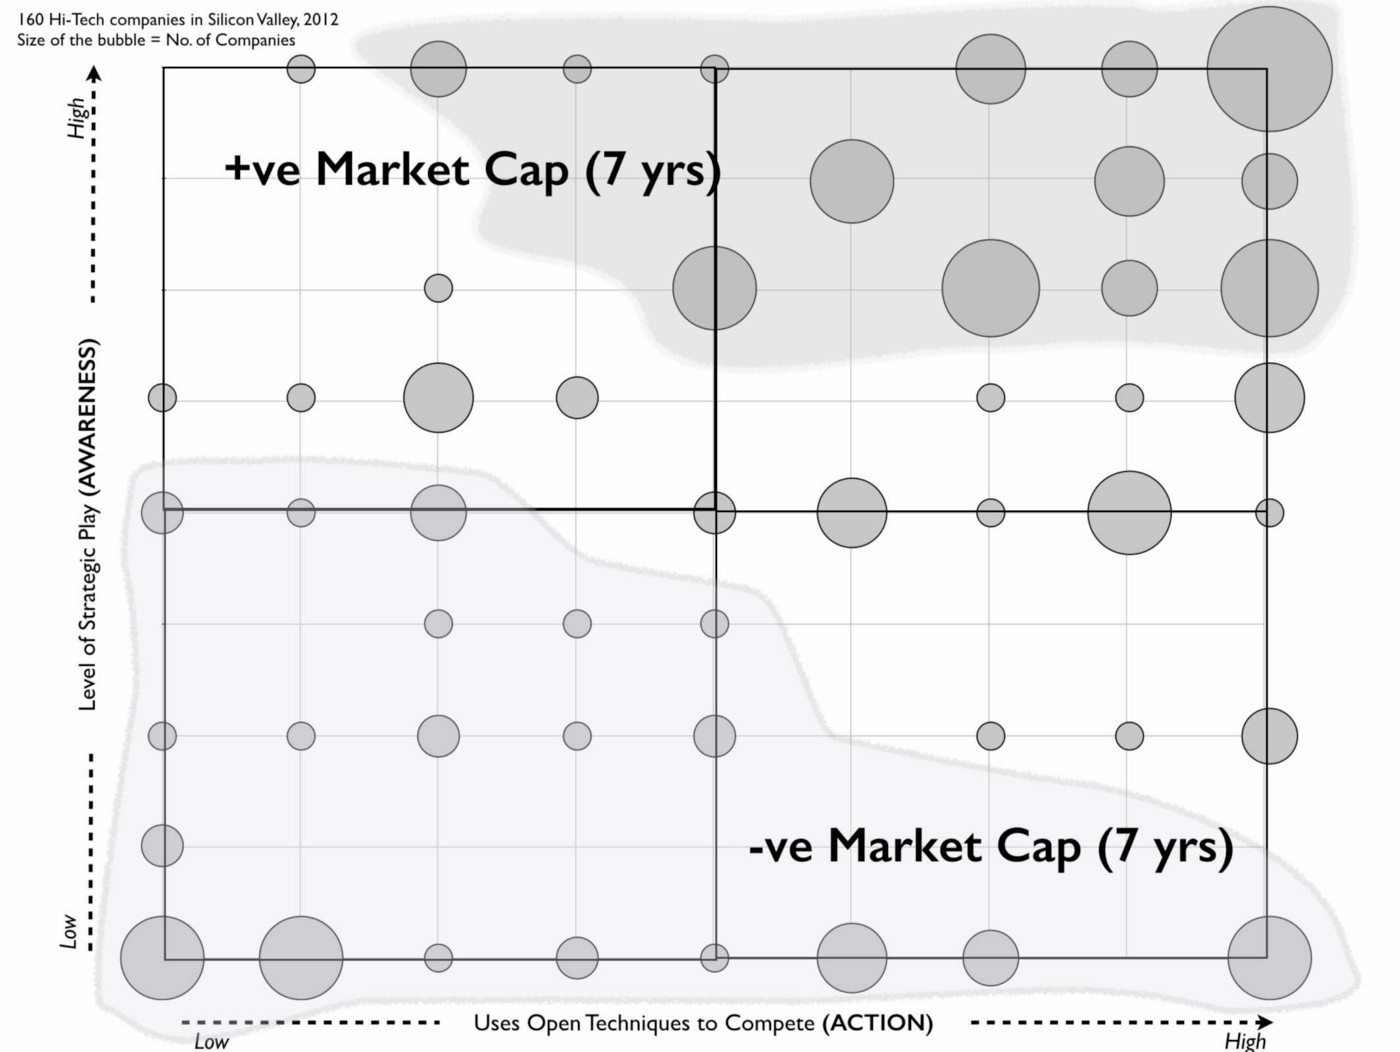 160 Hi-Tech companies in Silicon Valley, 2012
Size of the bubble = No. of Companies
High
+ve Market Cap (7 yrs)
Level of Strategic Play (AWARENESS)
-ve Market Cap (7 yrs)
Low
Uses Open Techniques to Compete (ACTION)
Low
High